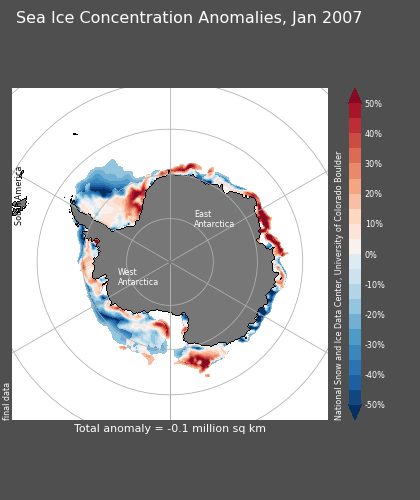 Sea Ice Concentration Anomalies, Jan 2007
South America
East
Antarctica
West
Antarctica
50%
40%
30%
20%
10%
0%
-10%
-20%
-30%
-40%
-50%
National Snow and Ice Data Center, University of Colorado Boulder
final data
Total anomaly = -0.1 million sq km